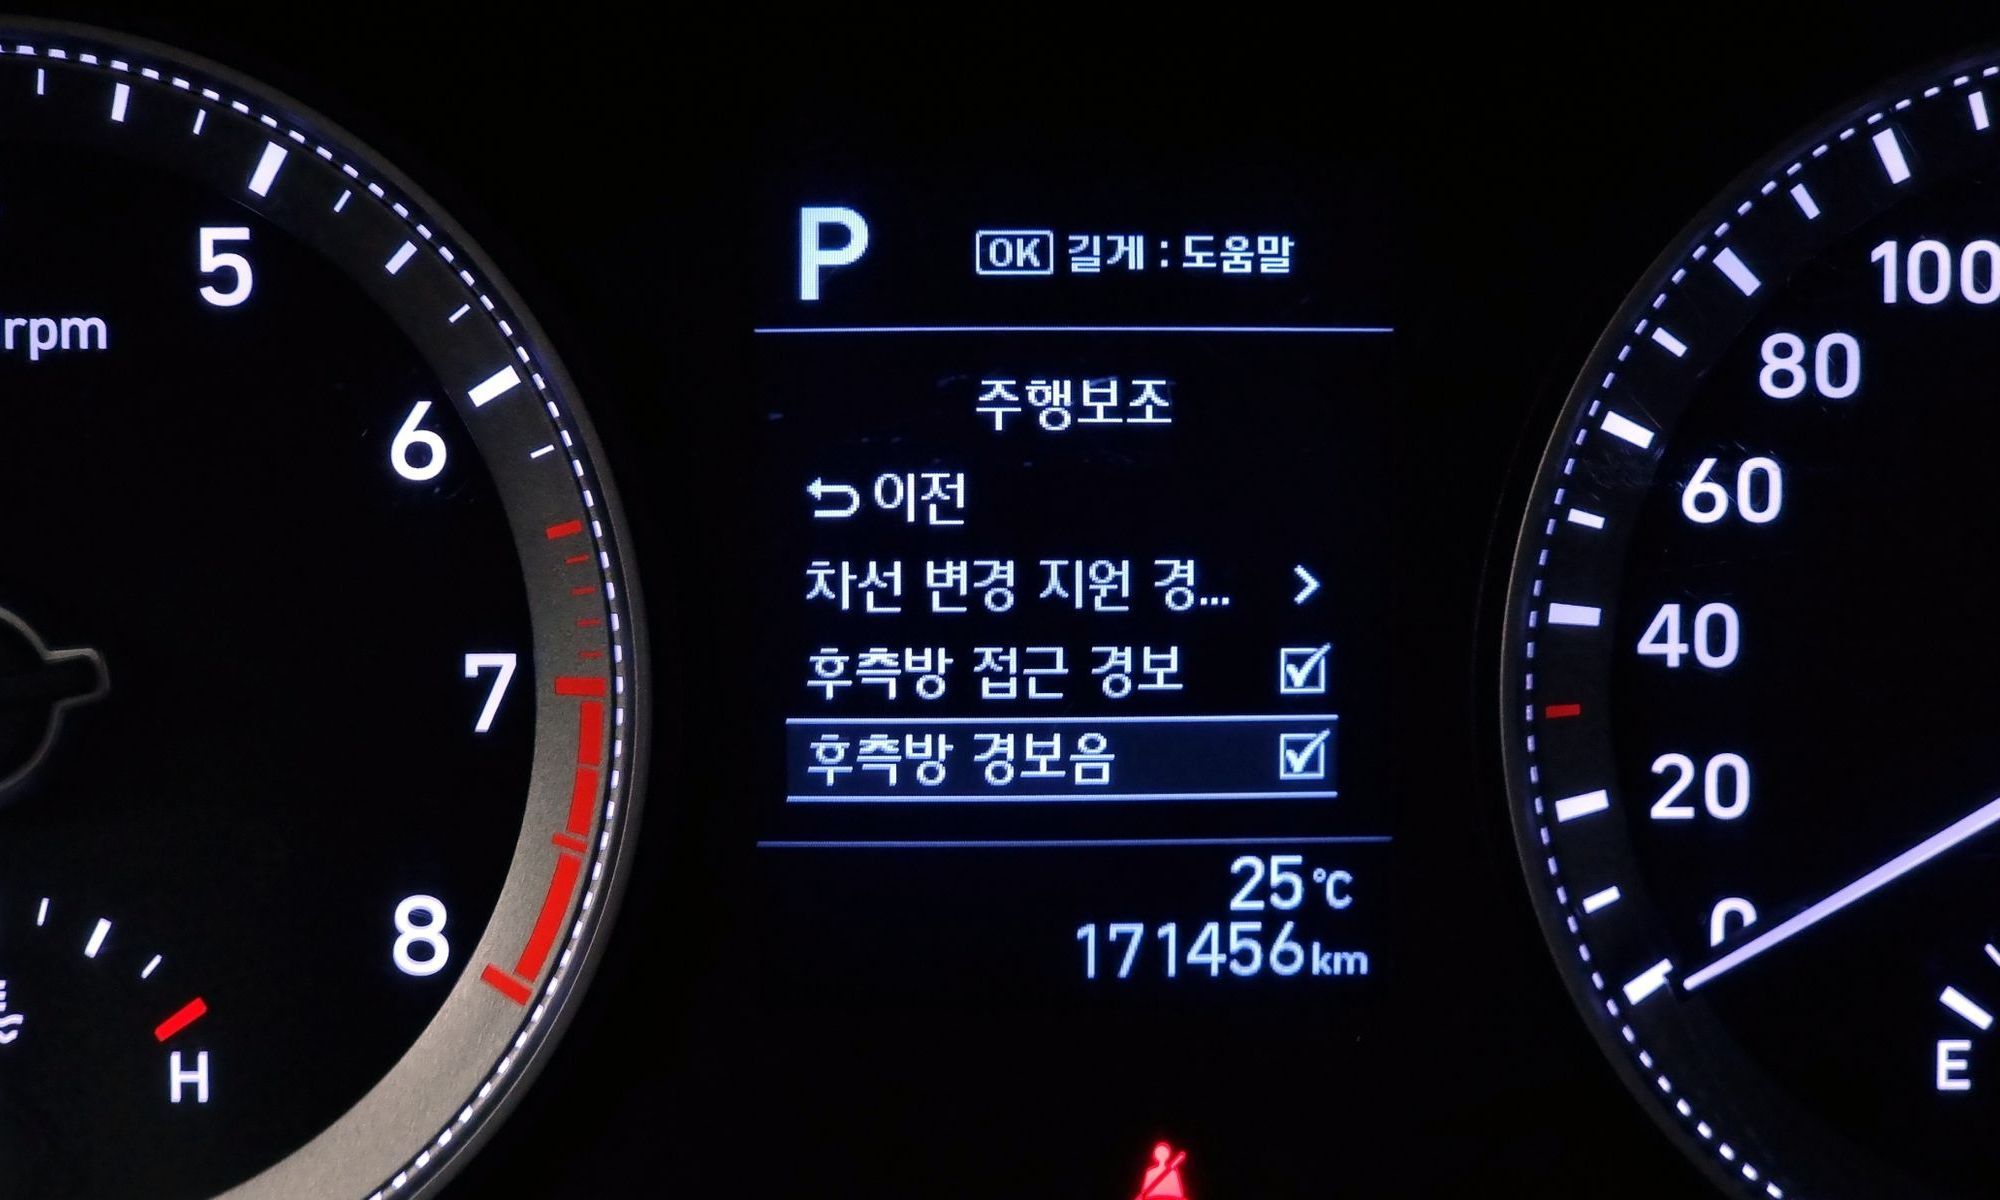 5
rpm
6
7
8
H
P
OK 길게 : 도움말
주행보조
이전
차선 변경 지원 경...
후측방 접근 경보
후측방 경보음
25°C
171456km
100
80
60
40
20
0
E